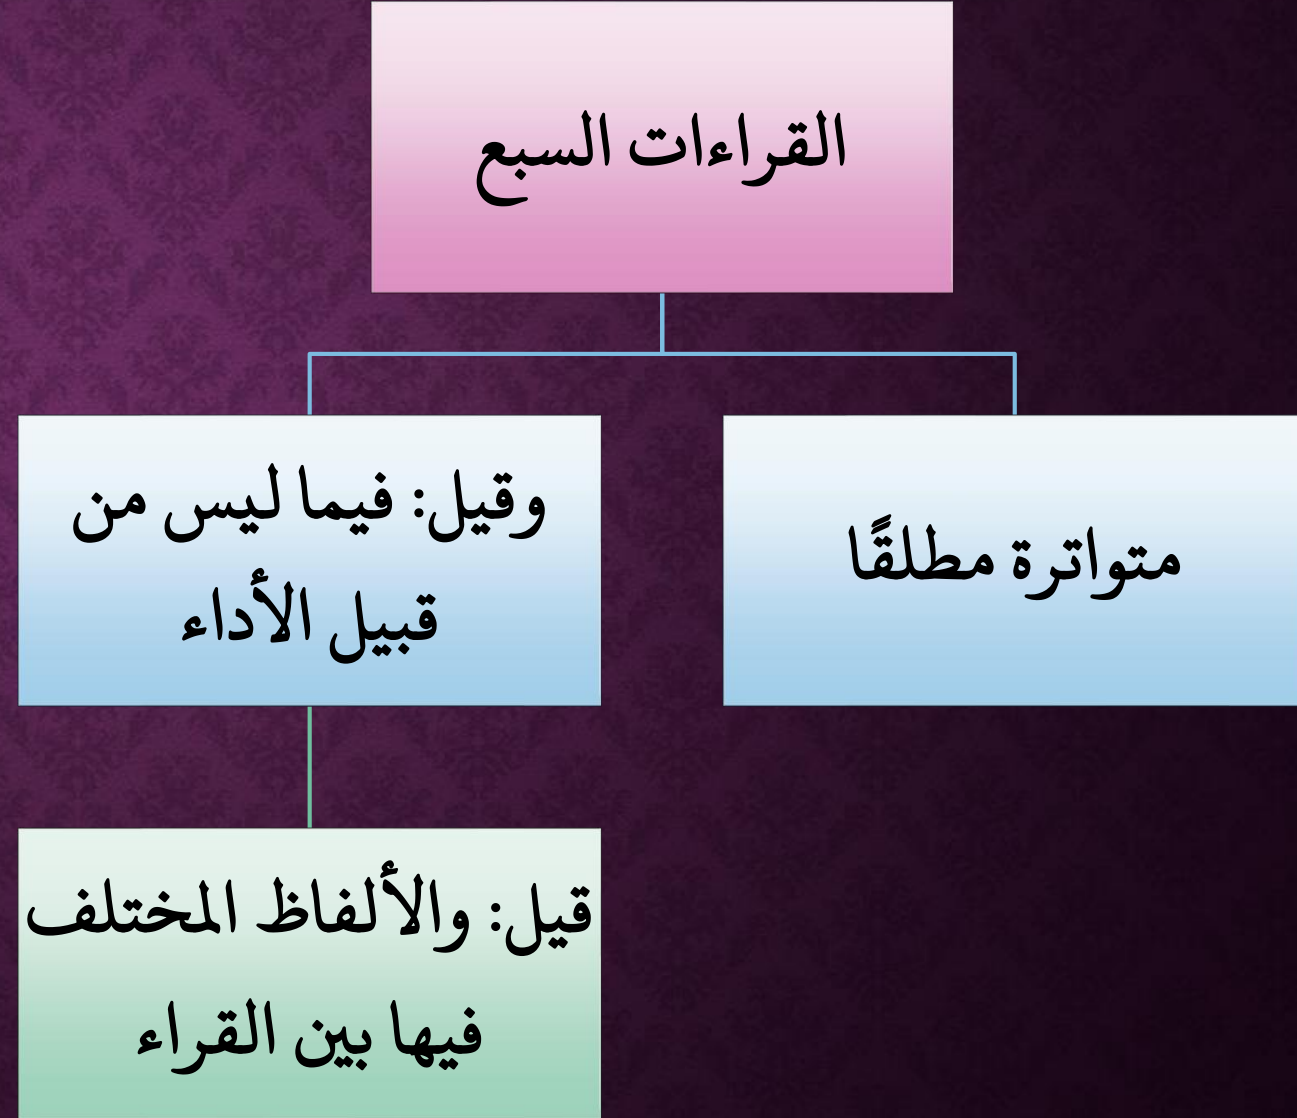 القراءات السبع
متواترة مطلقًا
وقيل: فيما ليس من
قبيل الأداء
قيل: والألفاظ المختلف
فيها بين القراء